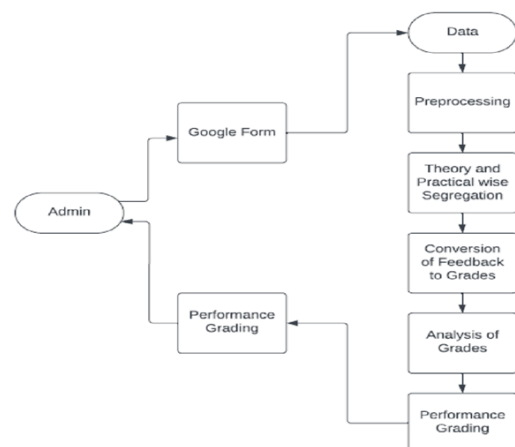 Data
Preprocessing
Google Form
Theory and
Practical wise
Segregation
Admin
Conversion
of Feedback
to Grades
Performance
Grading
Analysis of
Grades
Performance
Grading